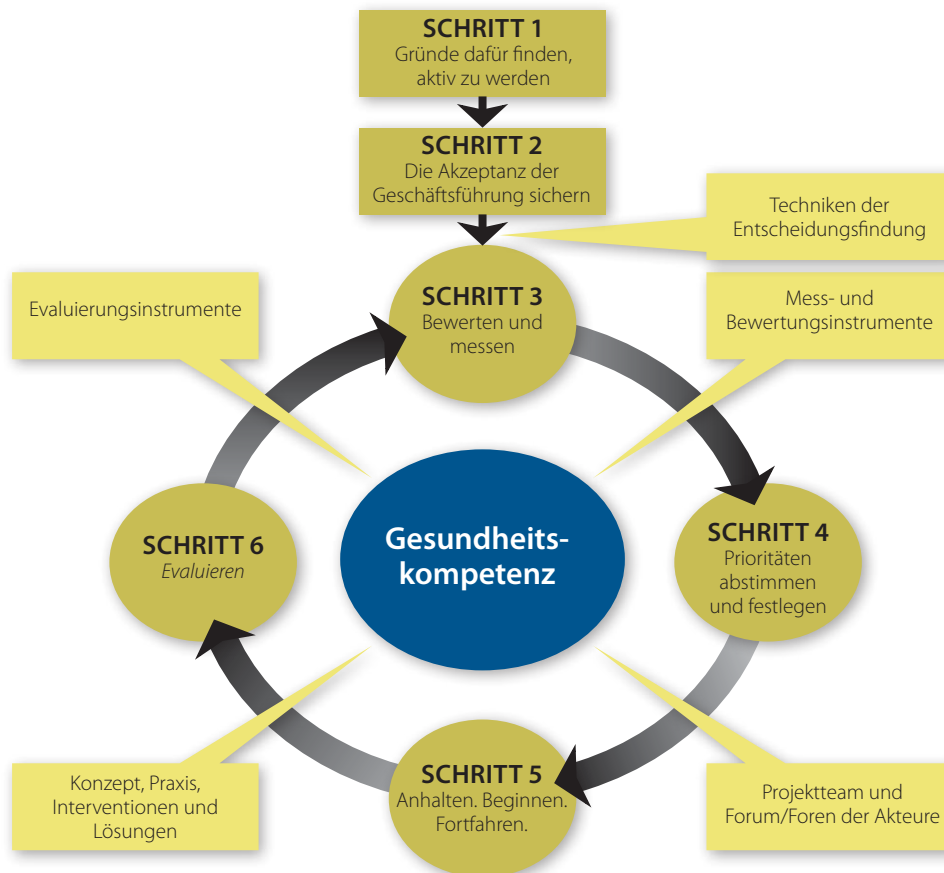 SCHRITT 1
Gründe dafür finden,
aktiv zu werden
SCHRITT 2
Die Akzeptanz der
Geschäftsführung sichern
Techniken der
Entscheidungsfindung
Evaluierungsinstrumente
SCHRITT 3
Bewerten und
messen
Mess- und
Bewertungsinstrumente
SCHRITT 6
Evaluieren
Gesundheits-
kompetenz
SCHRITT 4
Prioritäten
abstimmen
und festlegen
Konzept, Praxis,
Interventionen und
Lösungen
SCHRITT 5
Anhalten. Beginnen.
Fortfahren.
Projektteam und
Forum/Foren der Akteure